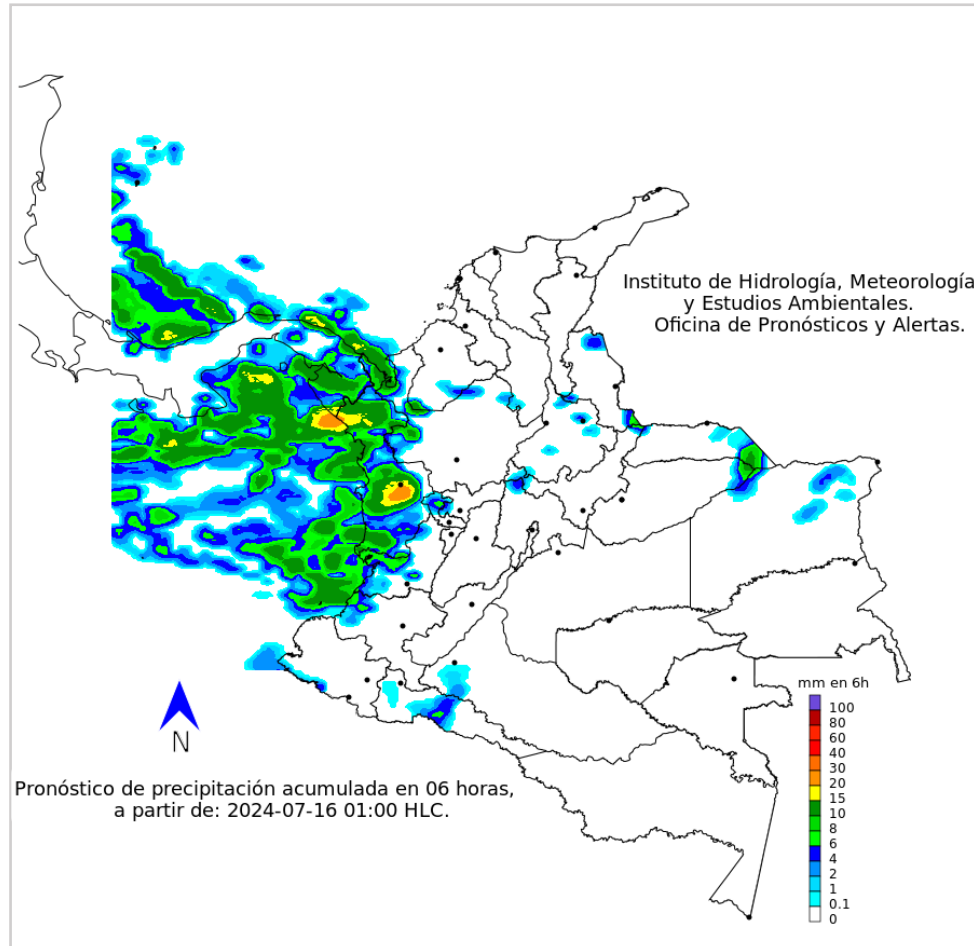 Instituto de Hidrología, Meteorología
y Estudios Ambientales.
Oficina de Pronósticos y Alertas.
mm en 6h
100
80
60
40
30
20
15
10
8
6
4
2
1
0.1
0
N
Pronóstico de precipitación acumulada en 06 horas,
a partir de: 2024-07-16 01:00 HLC.